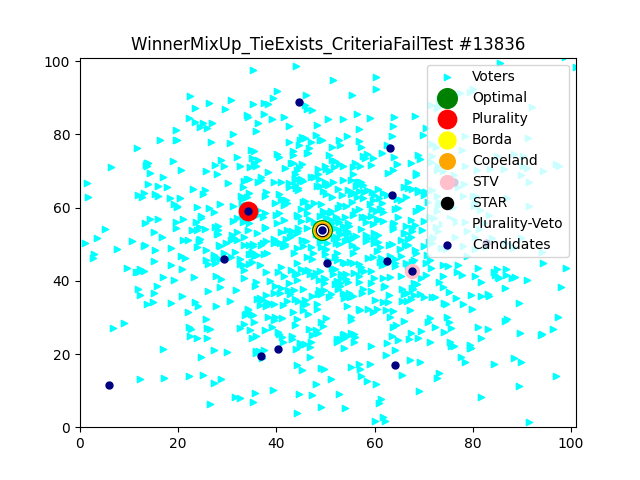 WinnerMixUp_TieExists_CriteriaFailTest #13836
100
80
60
40
20
0
0 20 40 60 80 100
Voters
Optimal
Plurality
Borda
Copeland
STV
STAR
Plurality-Veto
Candidates